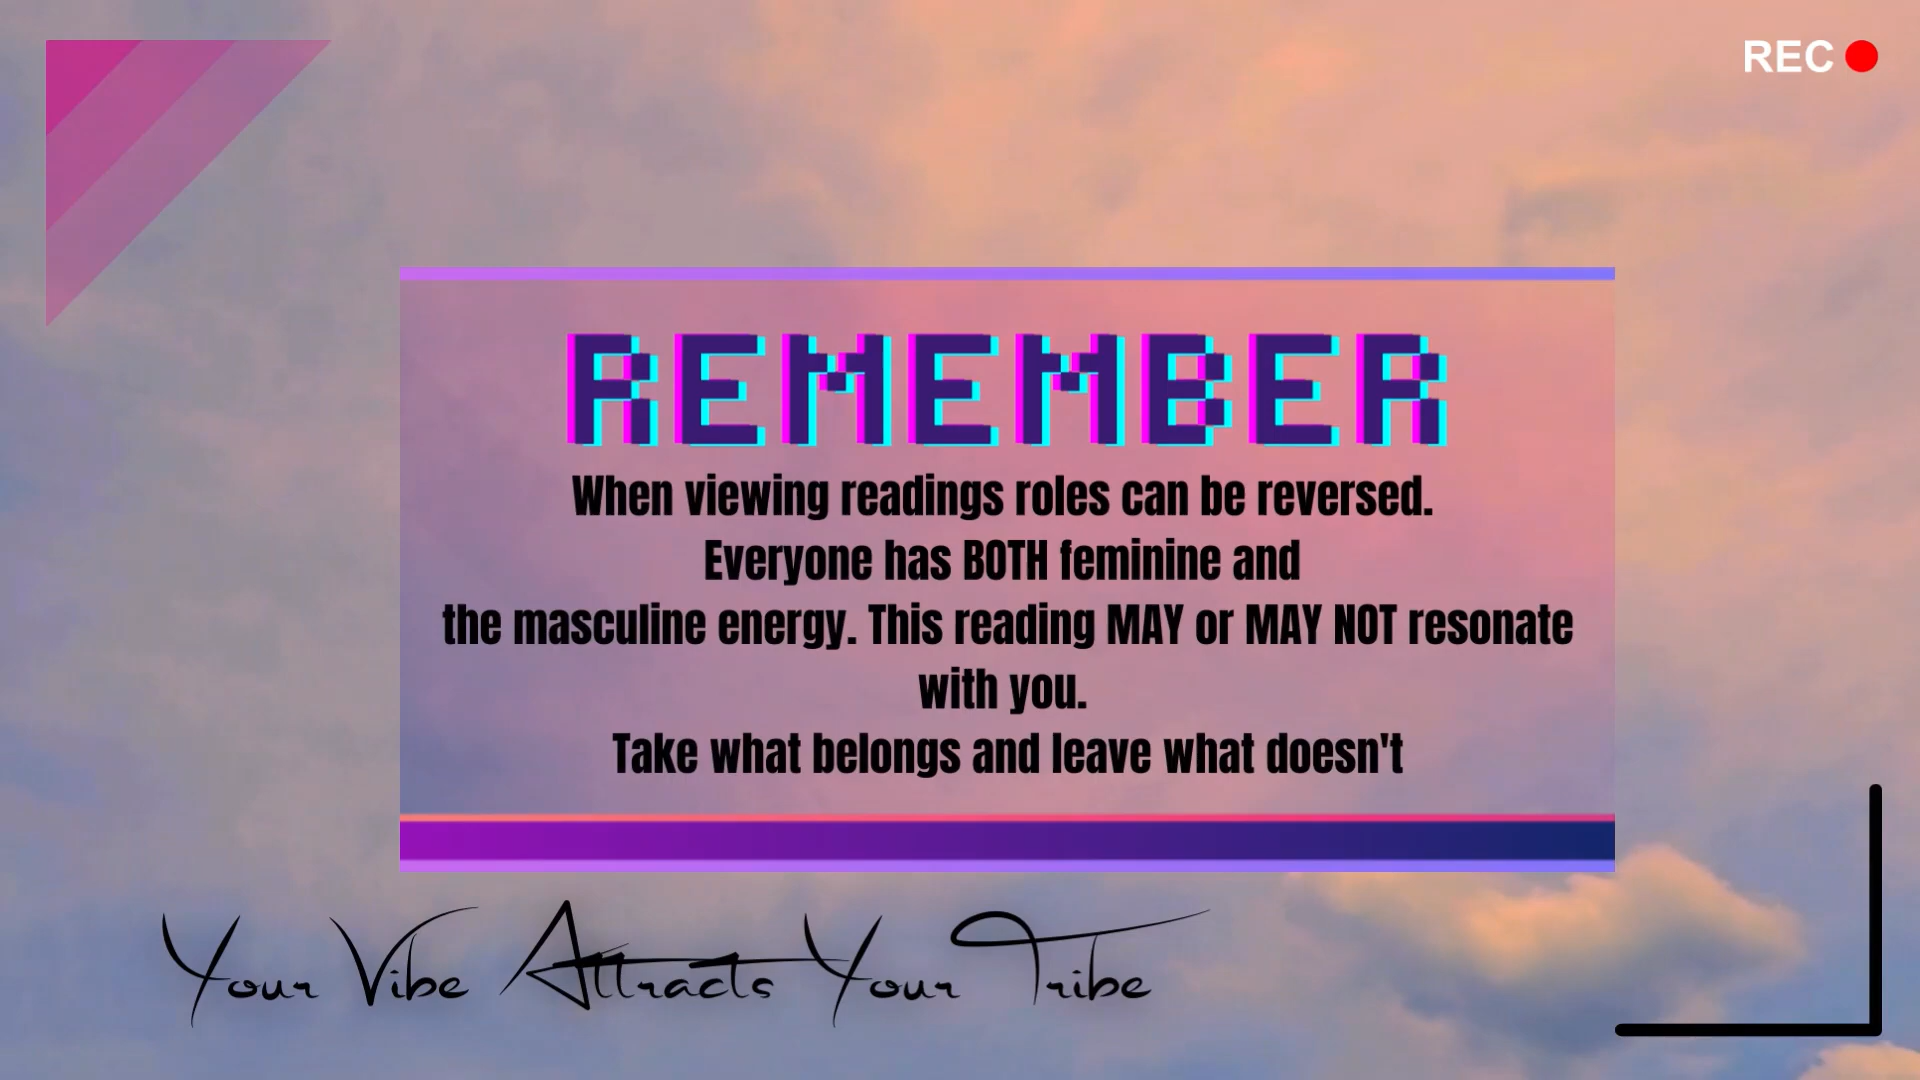 REC
REMEMBER
When viewing readings roles can be reversed.
Everyone has BOTH feminine and
the masculine energy. This reading MAY or MAY NOT resonate
with you.
Take what belongs and leave what doesn't
Your Vibe Attracts Your Tribe